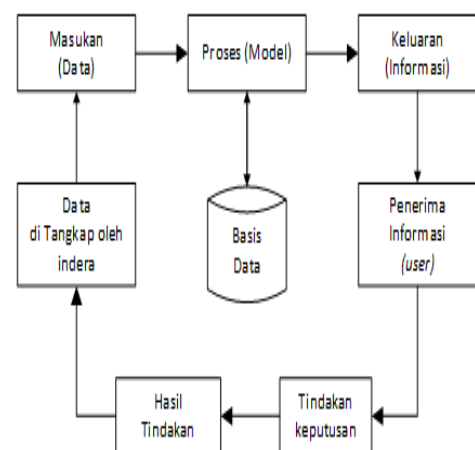 Masukan
(Data)
Proses (Model)
Keluaran
(Informasi)
Data
di Tangkap oleh
indera
Basis
Data
Penerima
Informasi
(user)
Hasil
Tindakan
Tindakan
keputusan